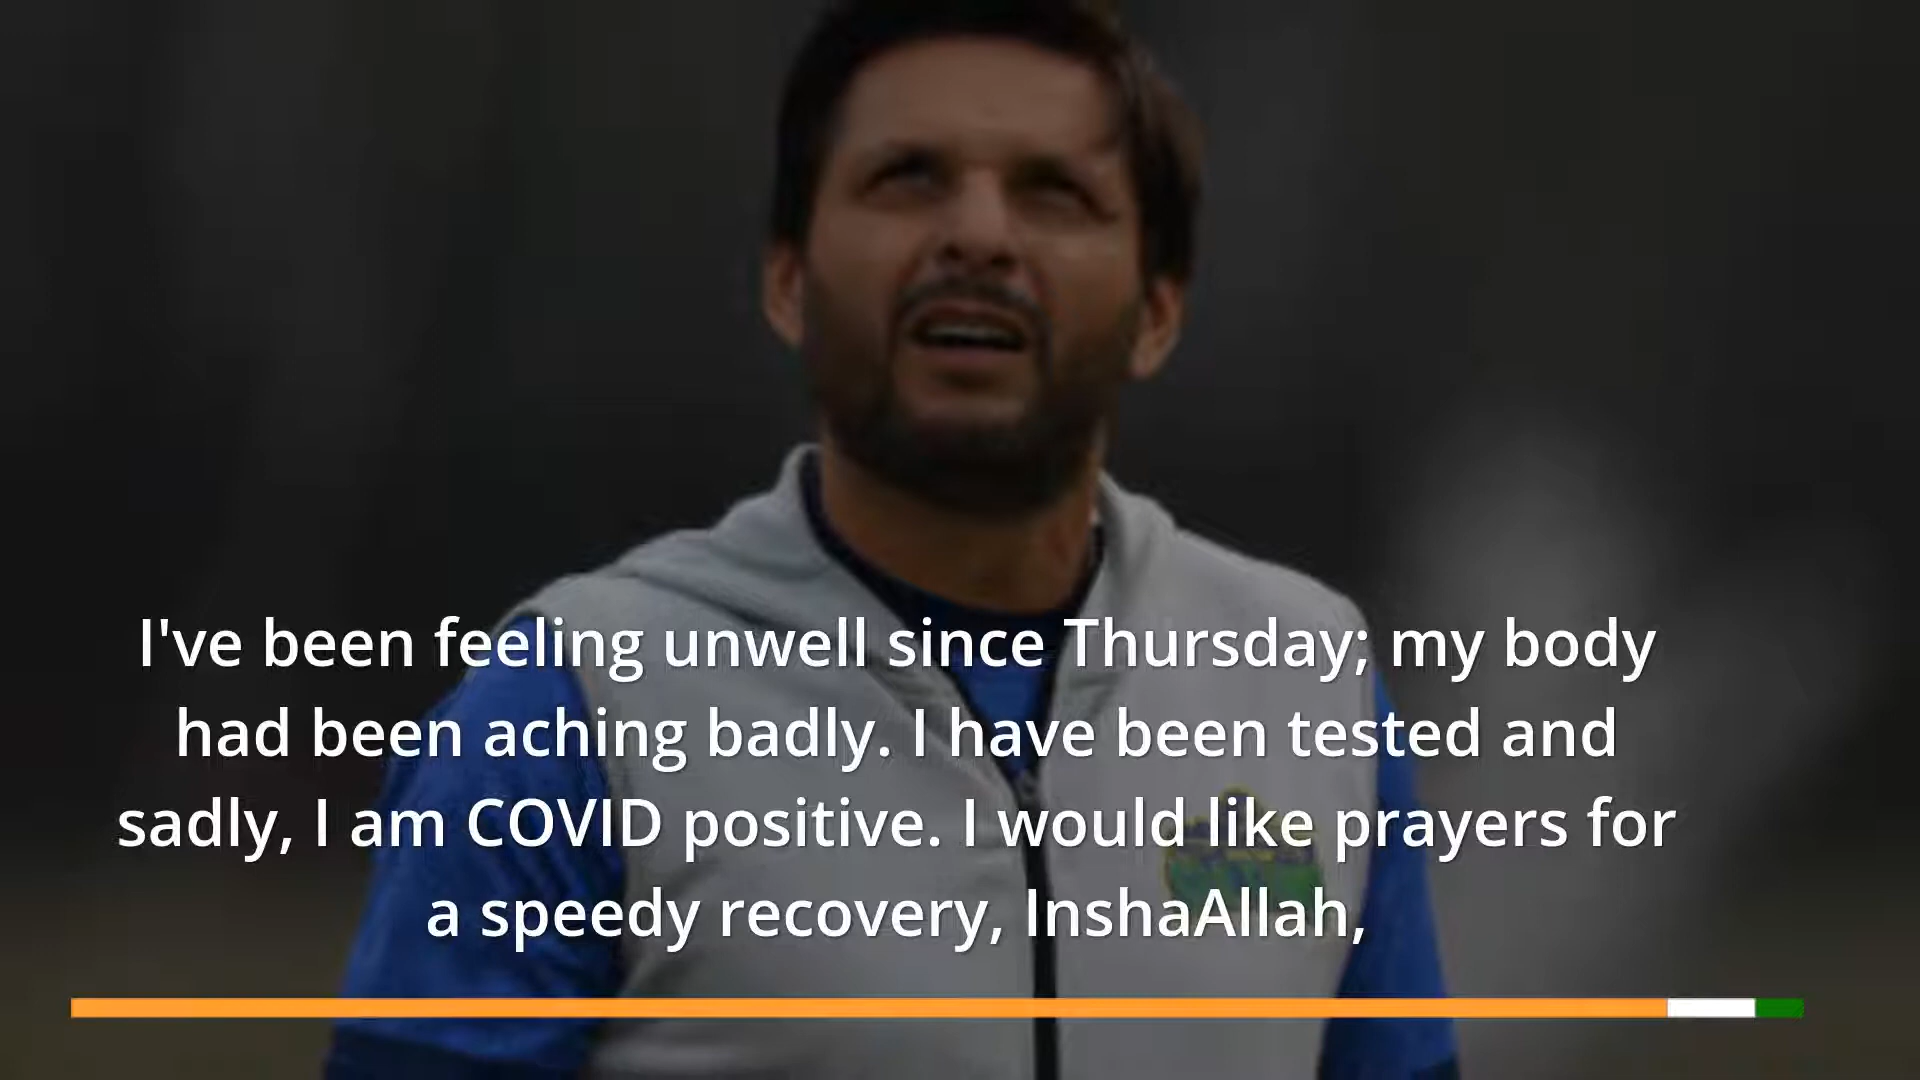 I've been feeling unwell since Thursday; my body
had been aching badly. I have been tested and
sadly, I am COVID positive. I would like prayers for
a speedy recovery, InshaAllah,